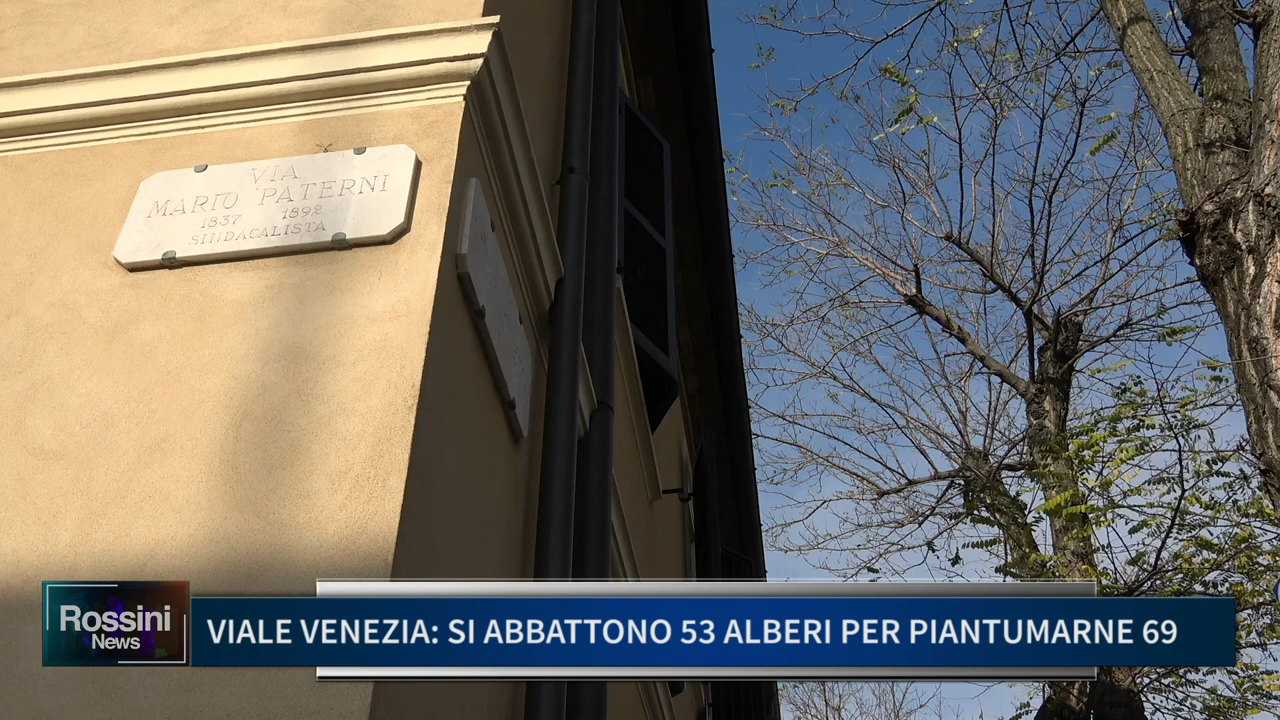 VIA
MARIO PATERNI
1837 1892
SINDACALISTA
Rossini
News
VIALE VENEZIA: SI ABBATTONO 53 ALBERI PER PIANTUMARNE 69